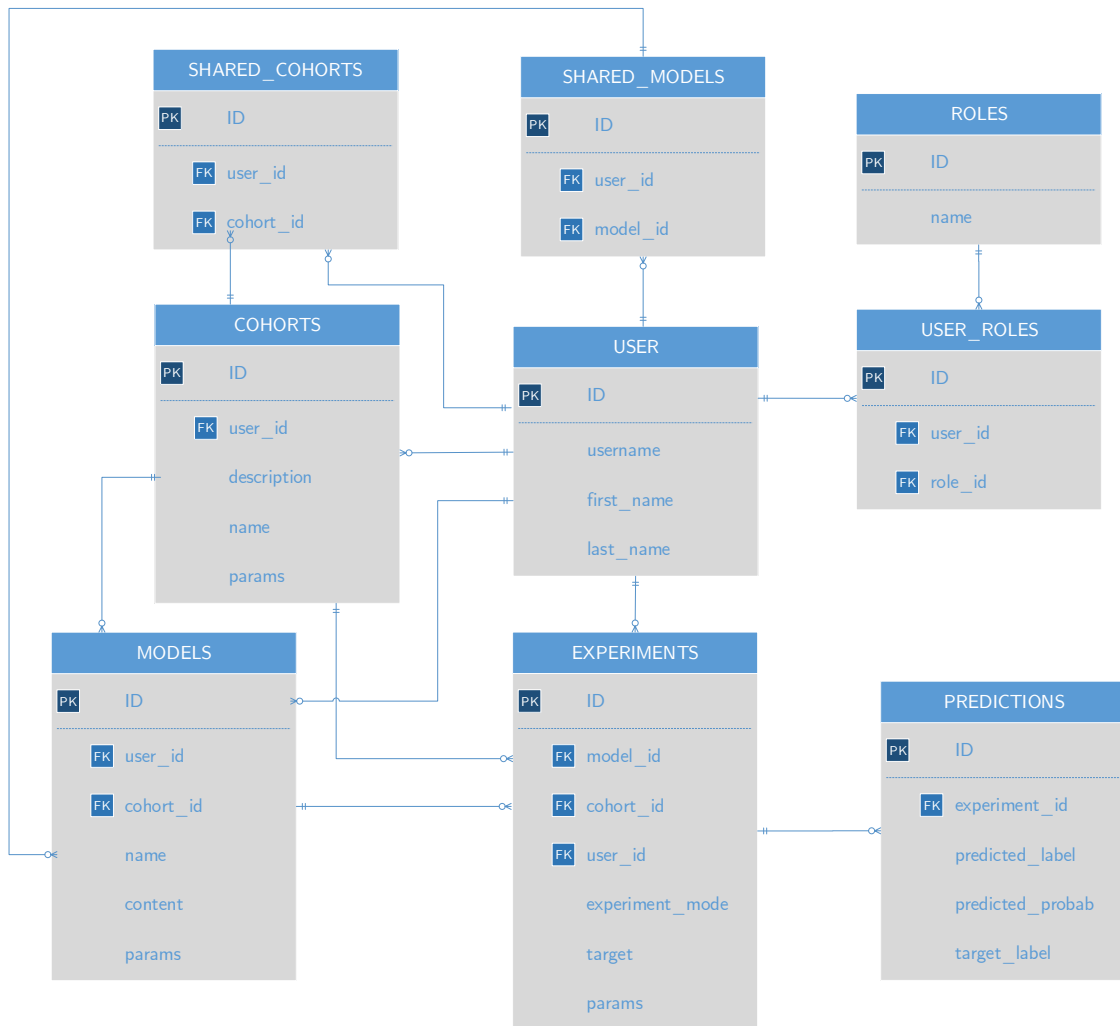 SHARED_COHORTS
PK ID
FK user_id
FK cohort_id
SHARED_MODELS
PK ID
FK user_id
FK model_id
ROLES
PK ID
name
COHORTS
PK ID
FK user_id
description
name
params
USER
PK ID
username
first_name
last_name
USER_ROLES
PK ID
FK user_id
FK role_id
MODELS
PK ID
FK user_id
FK cohort_id
name
content
params
EXPERIMENTS
PK ID
FK model_id
FK cohort_id
FK user_id
experiment_mode
target
params
PREDICTIONS
PK ID
FK experiment_id
predicted_label
predicted_probab
target_label